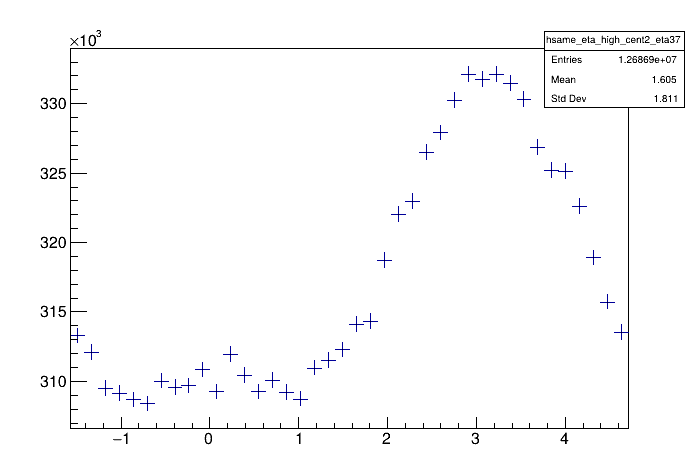 ×10³
hsame_eta_high_cent2_eta37
Entries 1.26869e+07
Mean 1.605
Std Dev 1.811
330
325
320
315
310
−1 0 1 2 3 4